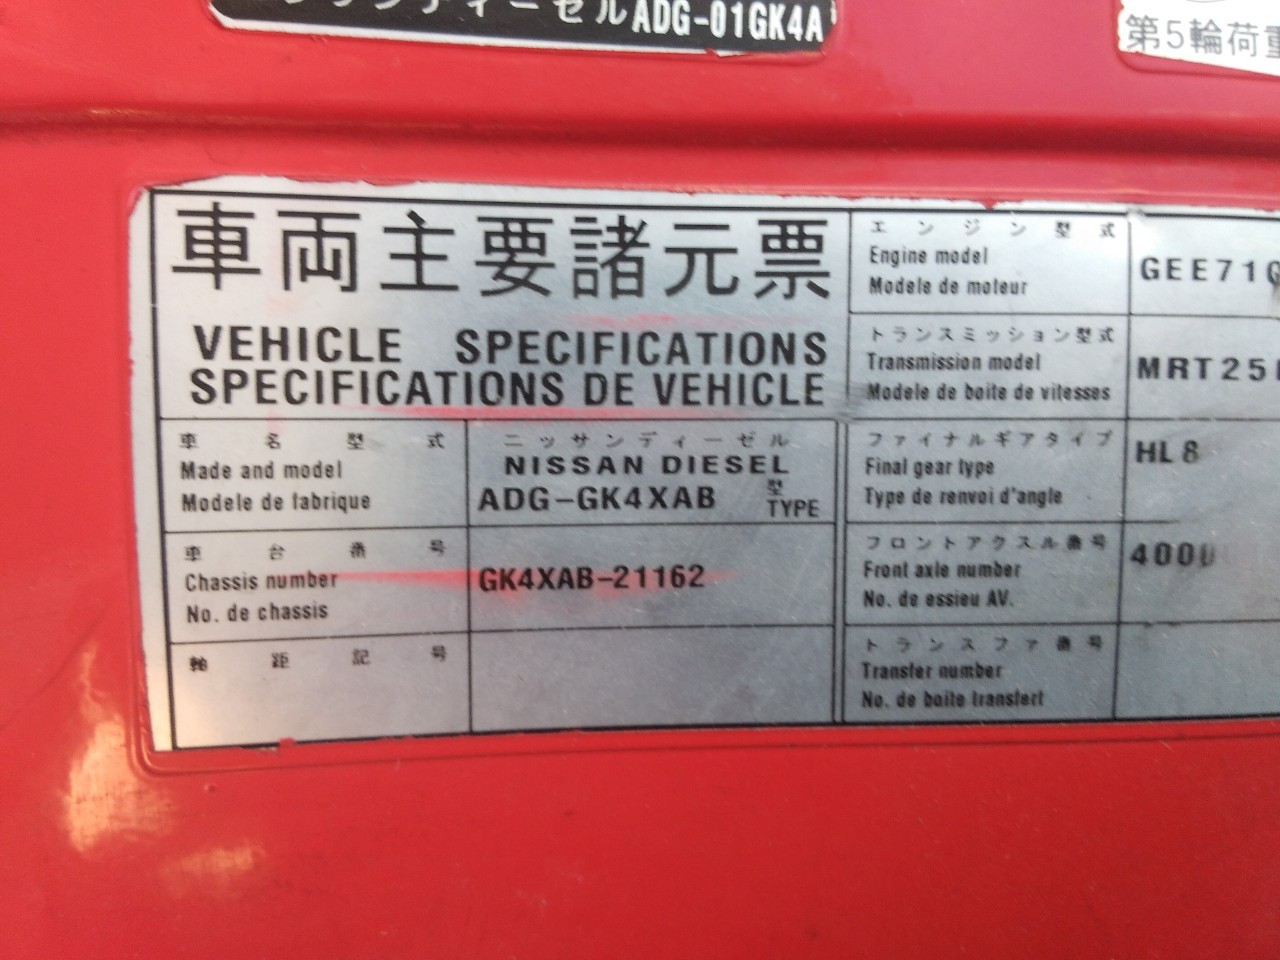 ディーゼル ADG-01GK4A
第5輪荷重
車両主要諸元票
VEHICLE SPECIFICATIONS
SPECIFICATIONS DE VEHICLE
車名型式
Made and model
Modele de fabrique
ニッサンディーゼル
NISSAN DIESEL
ADG-GK4XAB 型
TYPE
車台番号
Chassis number
No. de chassis
GK4XAB-21162
軸距記号
エンジン型式
Engine model
Modele de moteur
GEE71
トランスミッション型式
Transmission model
Modele de boite de vitesses
MRT25
ファイナルギアタイプ
Final gear type
Type de renvoi d'angle
HL8
フロントアクスル番号
Front axle number
No. de essieu AV.
4000
トランスファ番号
Transfer number
No. de boite transfert